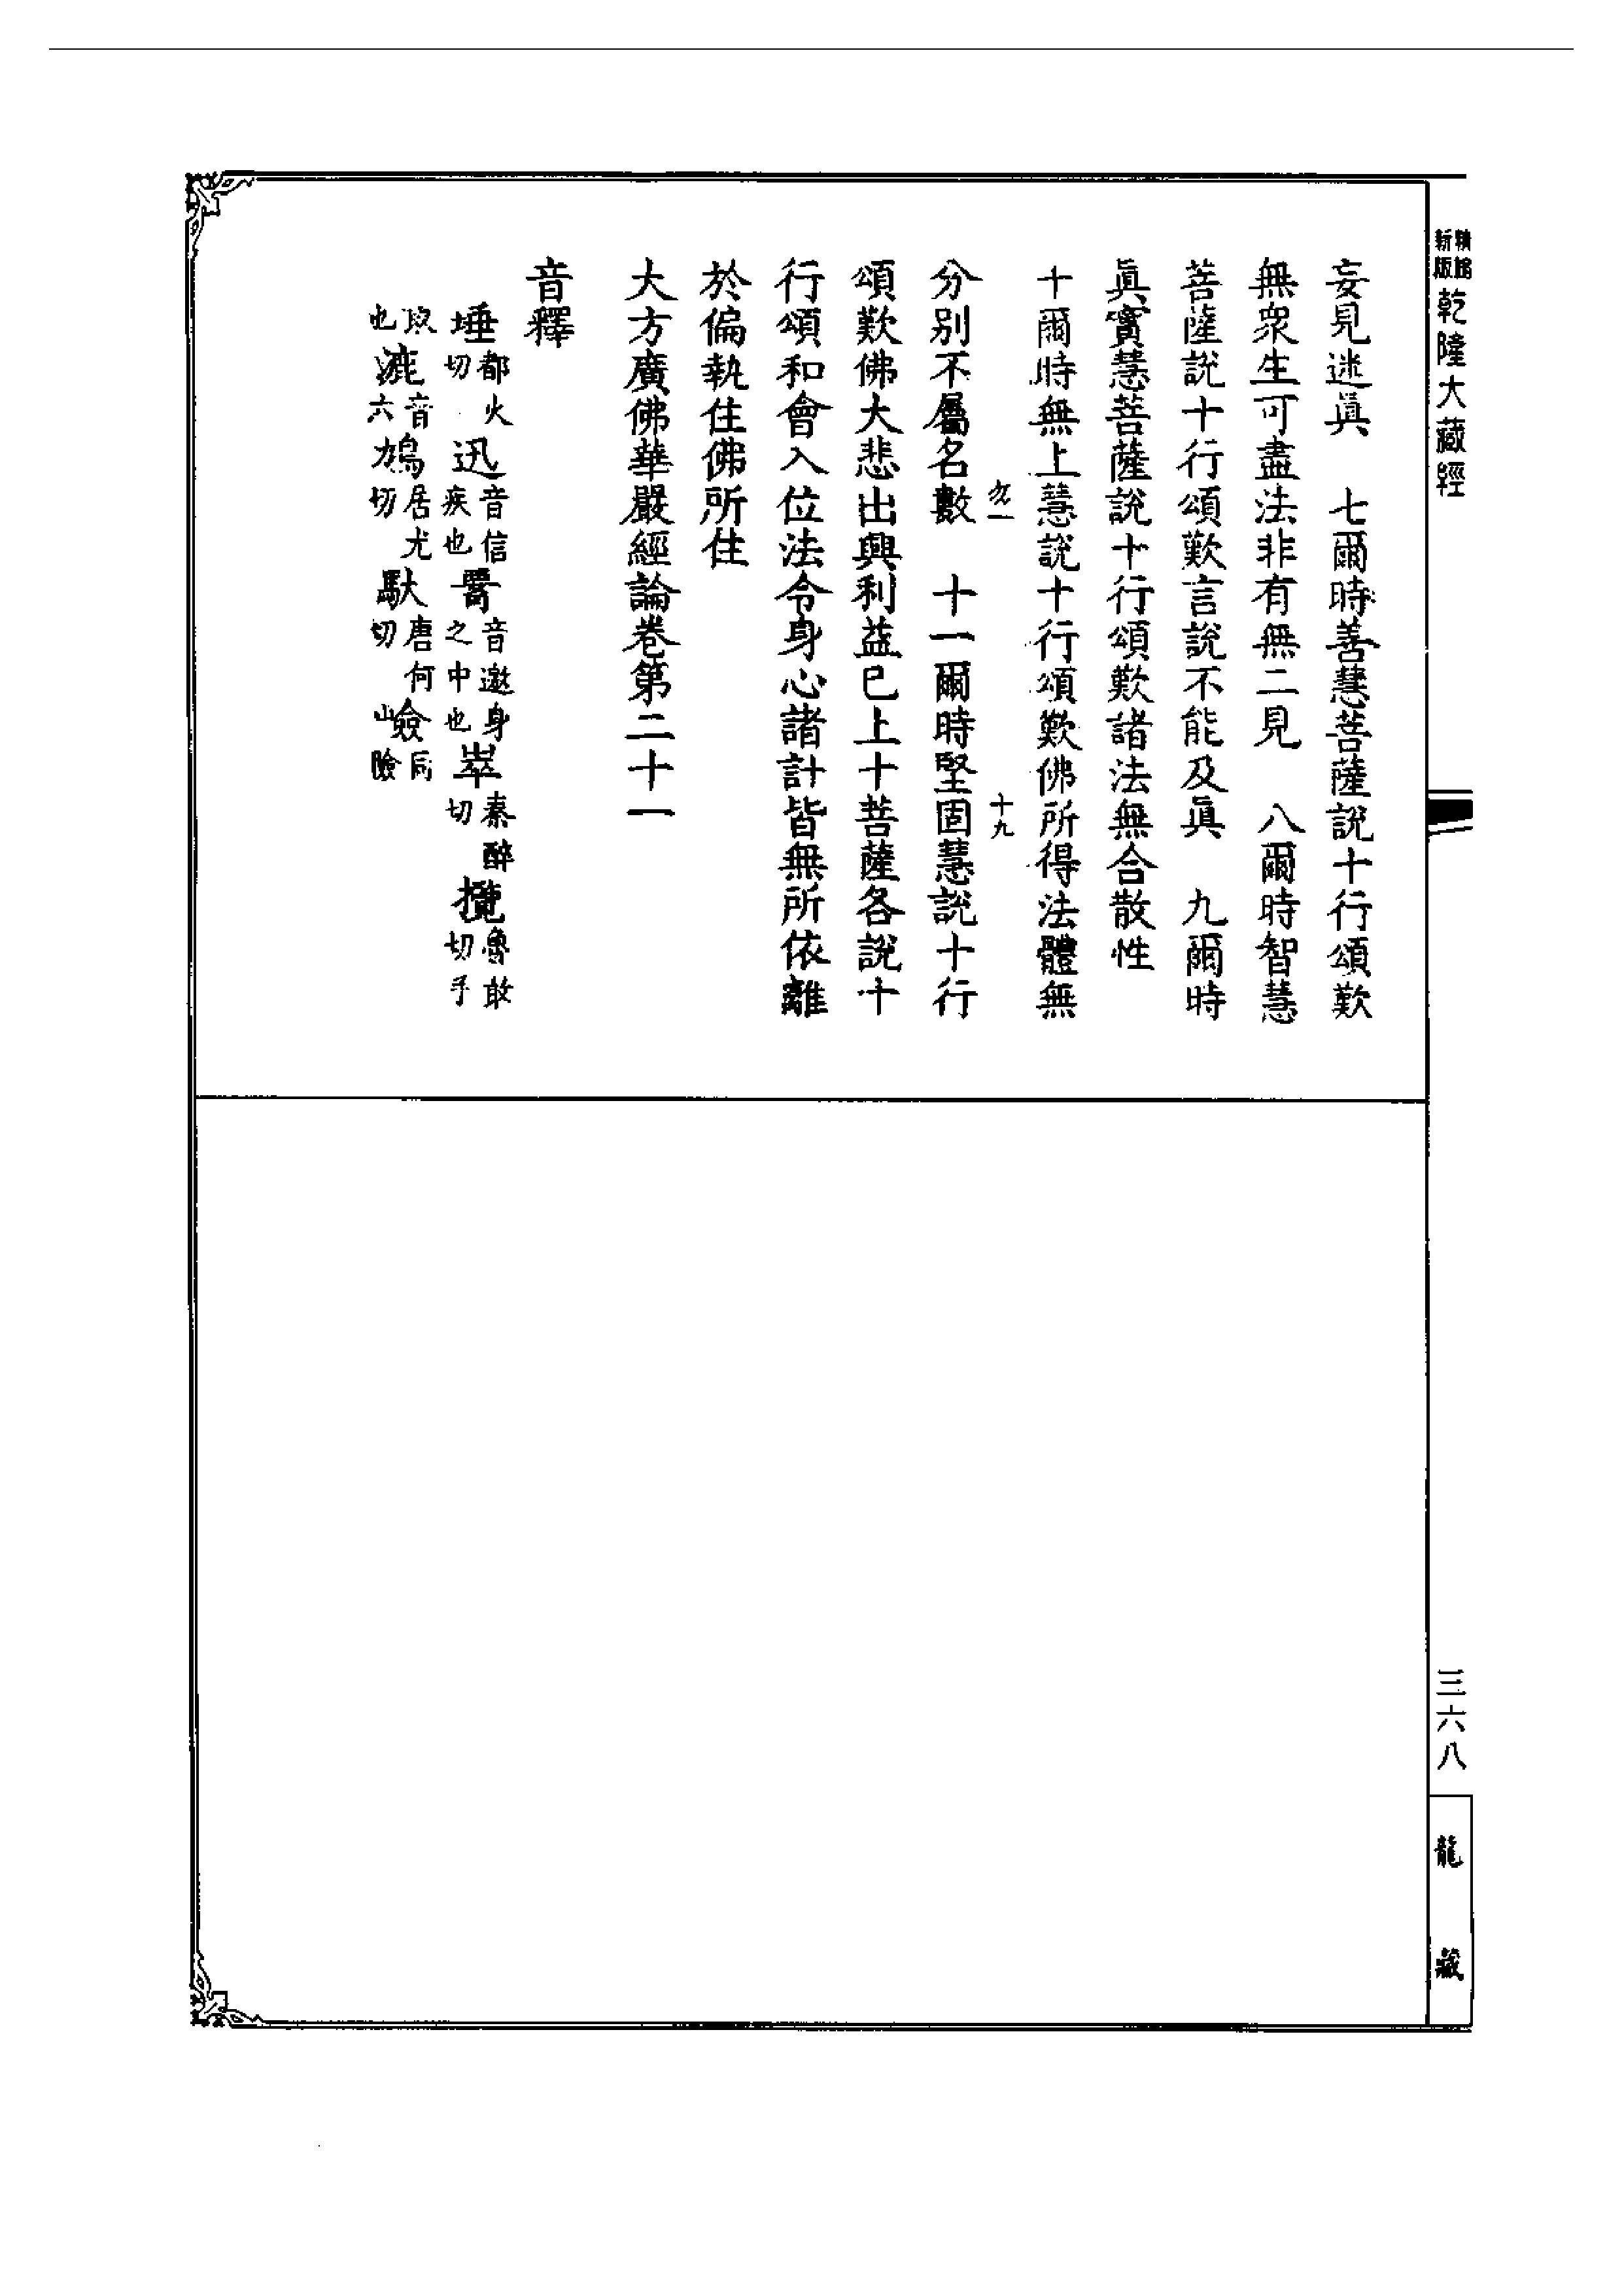 新版
乾隆大藏經
三六八
龍藏
妄見迷眞　七爾時善慧菩薩說十行頌歎
無眾生可盡法非有無二見　八爾時智慧
菩薩說十行頌歎言說不能及眞　九爾時
眞實慧菩薩說十行頌歎諸法無合散性
十爾時無上慧說十行頌歎佛所得法體無
十九
分别不屬名數　十一爾時堅固慧說十行
頌歎佛大悲出興利益已上十菩薩各說十
行頌和會入位法令身心諸計皆無所依離
於偏執住佛所住
大方廣佛華嚴經論卷第二十一
音釋
埵都火切　迅音信疾也　𦝫音邀身之中也　崒秦醉切　攬魯敢切手
取也　漉音六　鳩居尤切　馱唐何切　嶮同險